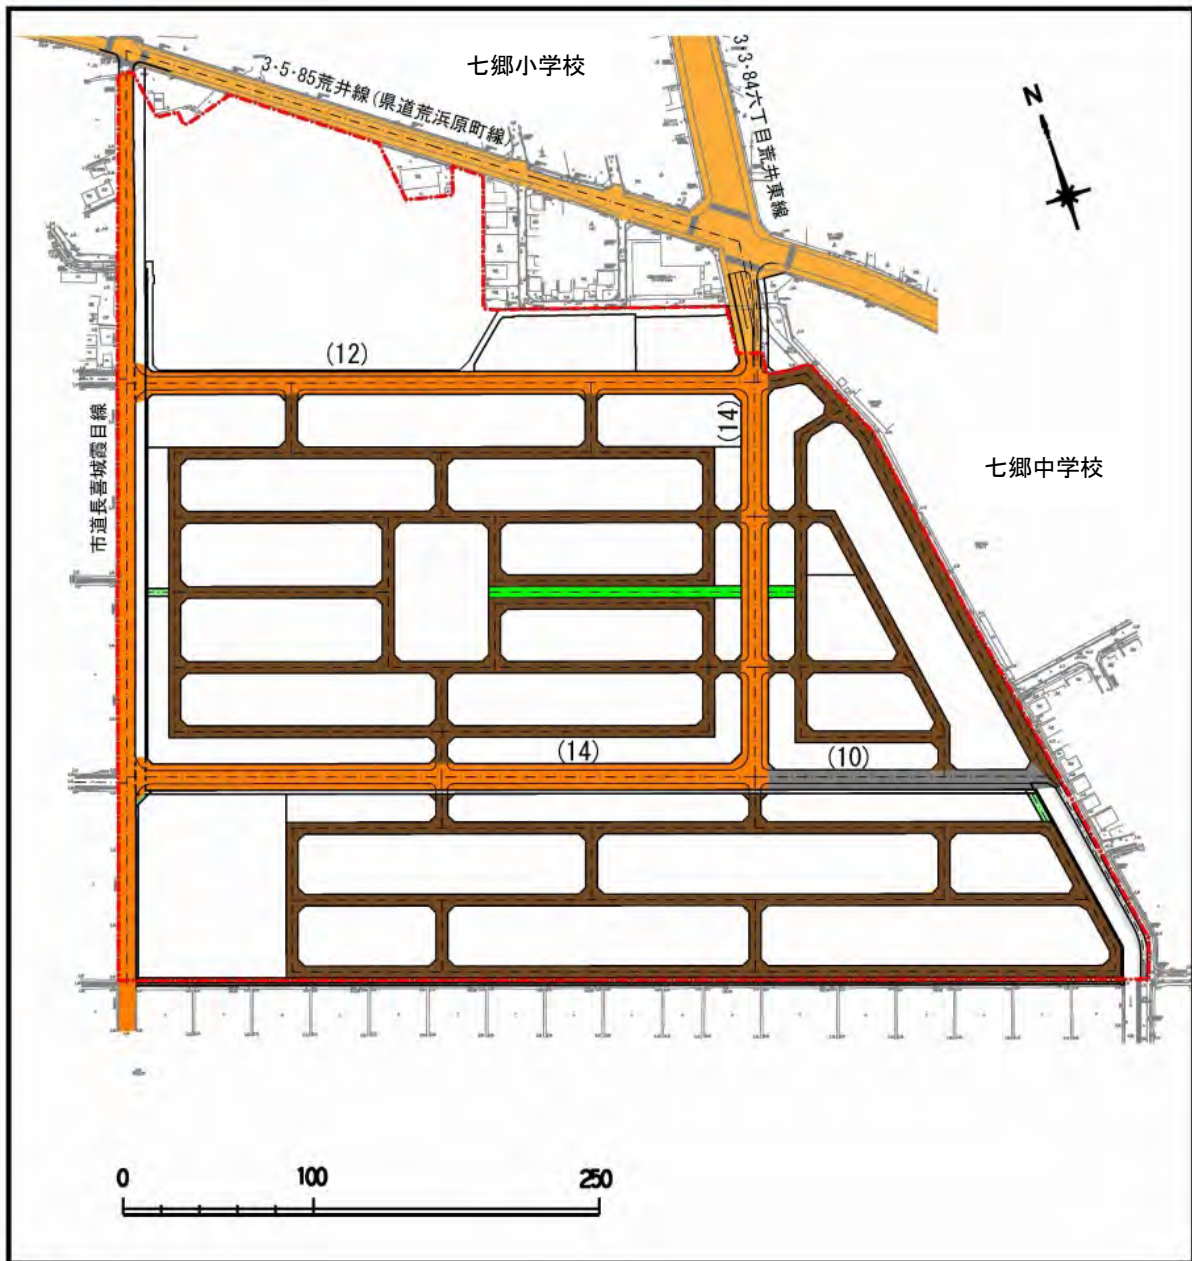 七郷小学校
3・5・85荒井線(県道荒浜原町線)
3・3・84六丁目荒井東線
N
(12)
(14)
市道長喜城霞目線
七郷中学校
(14)
(10)
0 100 250